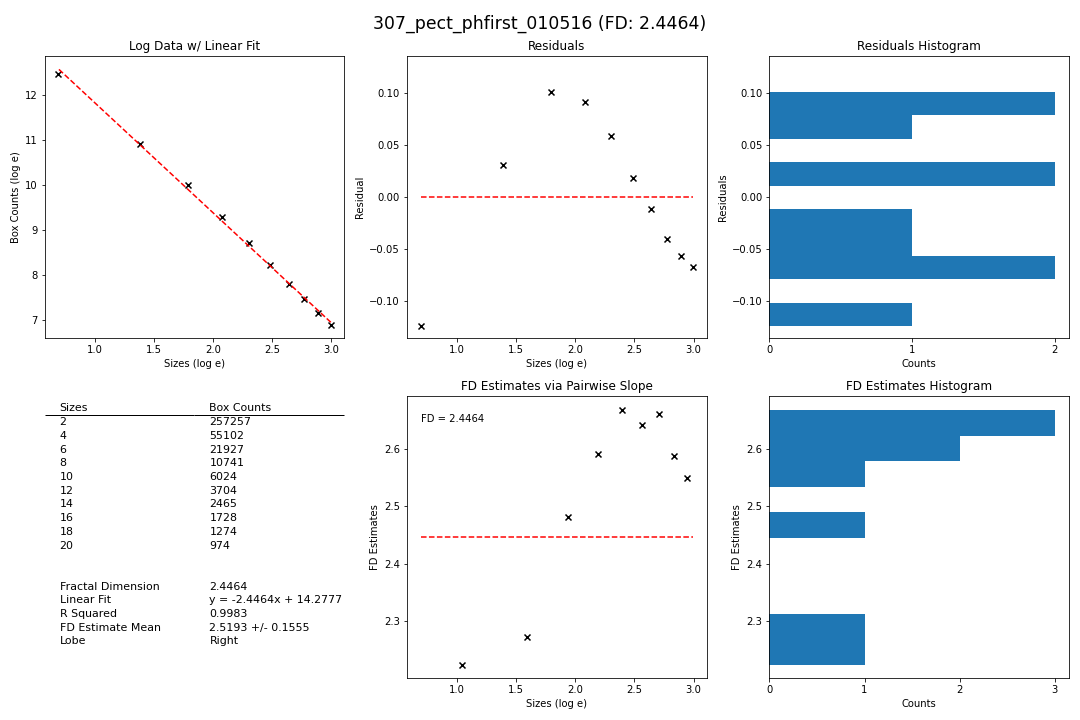 307_pect_phfirst_010516 (FD: 2.4464)
Log Data w/ Linear Fit
Box Counts (log e)
12
11
10
9
8
7
1.0 1.5 2.0 2.5 3.0
Sizes (log e)
Residuals
Residual
0.10
0.05
0.00
−0.05
−0.10
1.0 1.5 2.0 2.5 3.0
Sizes (log e)
Residuals Histogram
Residuals
0.10
0.05
0.00
−0.05
−0.10
0 1 2
Counts
Sizes Box Counts
2 257257
4 55102
6 21927
8 10741
10 6024
12 3704
14 2465
16 1728
18 1274
20 974
Fractal Dimension 2.4464
Linear Fit y = -2.4464x + 14.2777
R Squared 0.9983
FD Estimate Mean 2.5193 +/- 0.1555
Lobe Right
FD Estimates via Pairwise Slope
FD = 2.4464
FD Estimates
2.6
2.5
2.4
2.3
1.0 1.5 2.0 2.5 3.0
Sizes (log e)
FD Estimates Histogram
FD Estimates
2.6
2.5
2.4
2.3
0 1 2 3
Counts